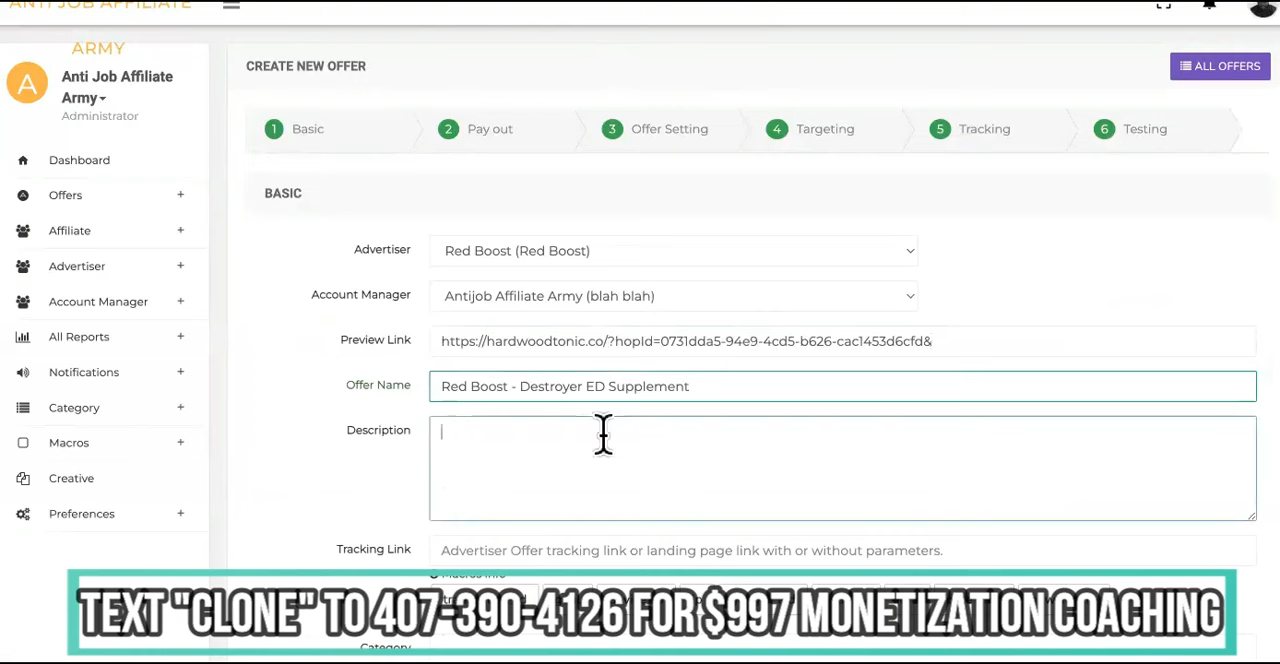 ANTI JOB AFFILIATE
ARMY
A
Anti Job Affiliate
Army
Administrator
Dashboard
Offers +
Affiliate +
Advertiser +
Account Manager +
All Reports +
Notifications +
Category +
Macros +
Creative
Preferences +
CREATE NEW OFFER
ALL OFFERS
1 Basic
2 Pay out
3 Offer Setting
4 Targeting
5 Tracking
6 Testing
BASIC
Advertiser Red Boost (Red Boost)
Account Manager Antijob Affiliate Army (blah blah)
Preview Link https://hardwoodtonic.co/?hopId=0731dda5-94e9-4cd5-b626-cac1453d6cfd&
Offer Name Red Boost - Destroyer ED Supplement
Description
Tracking Link Advertiser Offer tracking link or landing page link with or without parameters.
Macros Info
TEXT "CLONE" TO 407-390-4126 FOR $997 MONETIZATION COACHING
Category